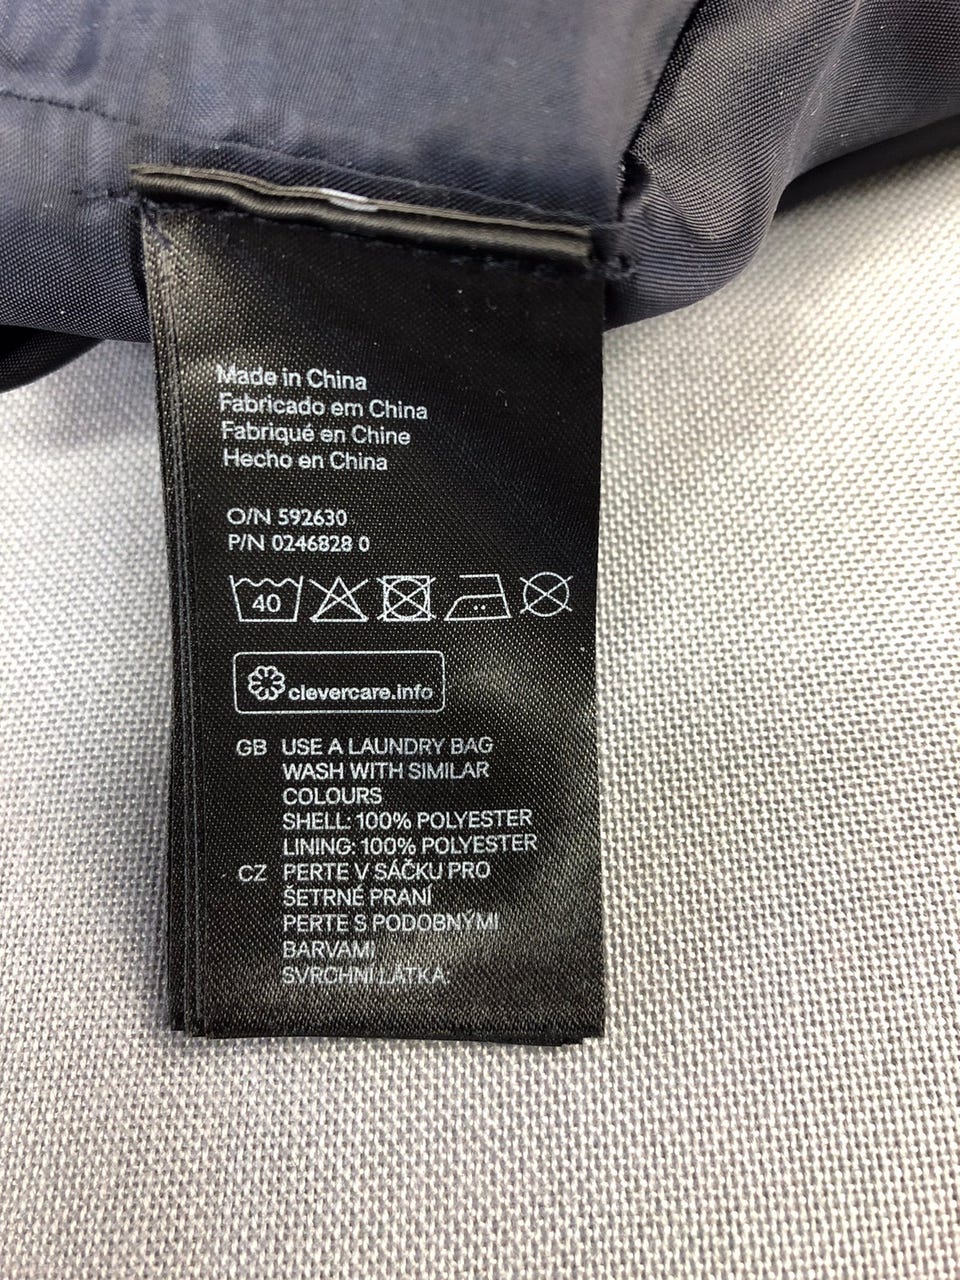 Made in China
Fabricado em China
Fabriqué en Chine
Hecho en China
O/N 592630
P/N 0246828 0
40
clevercare.info
GB USE A LAUNDRY BAG
WASH WITH SIMILAR
COLOURS
SHELL: 100% POLYESTER
LINING: 100% POLYESTER
CZ PERTE V SÁČKU PRO
ŠETRNÉ PRANÍ
PERTE S PODOBNÝMI
BARVAMI
SVRCHNÍ LÁTKA: